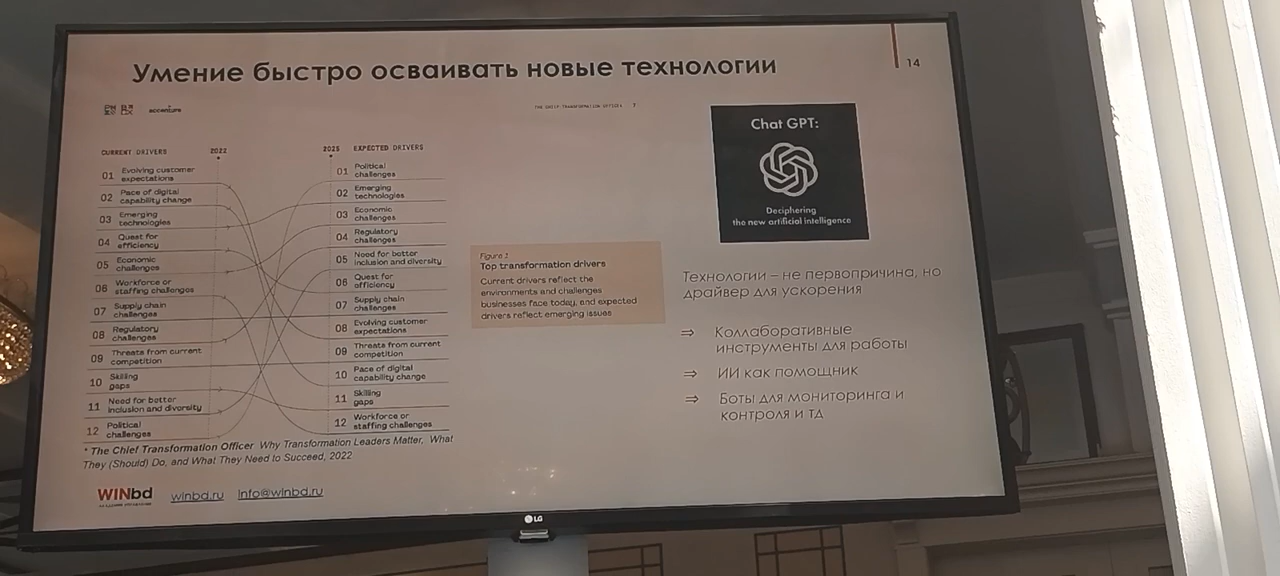 Умение быстро осваивать новые технологии
14
accenture
THE CHIEF TRANSFORMATION OFFICER 7
CURRENT DRIVERS 2022
01 Evolving customer
expectations
02 Pace of digital
capability change
03 Emerging
technologies
04 Quest for
efficiency
05 Economic
challenges
06 Workforce or
staffing challenges
07 Supply chain
challenges
08 Regulatory
challenges
09 Threats from current
competition
10 Skilling
gaps
11 Need for better
inclusion and diversity
12 Political
challenges
2025 EXPECTED DRIVERS
01 Political
challenges
02 Emerging
technologies
03 Economic
challenges
04 Regulatory
challenges
05 Need for better
inclusion and diversity
06 Quest for
efficiency
07 Supply chain
challenges
08 Evolving customer
expectations
09 Threats from current
competition
10 Pace of digital
capability change
11 Skilling
gaps
12 Workforce or
staffing challenges
Figure 2
Top transformation drivers
Current drivers reflect the
environments and challenges
businesses face today, and expected
drivers reflect emerging issues
Chat GPT:
Deciphering
the new artificial intelligence
Технологии – не первопричина, но
драйвер для ускорения
⇒ Коллаборативные
инструменты для работы
⇒ ИИ как помощник
⇒ Боты для мониторинга и
контроля и тд
* The Chief Transformation Officer Why Transformation Leaders Matter, What
They (Should) Do, and What They Need to Succeed, 2022
WINbd
winbd.ru info@winbd.ru
LG